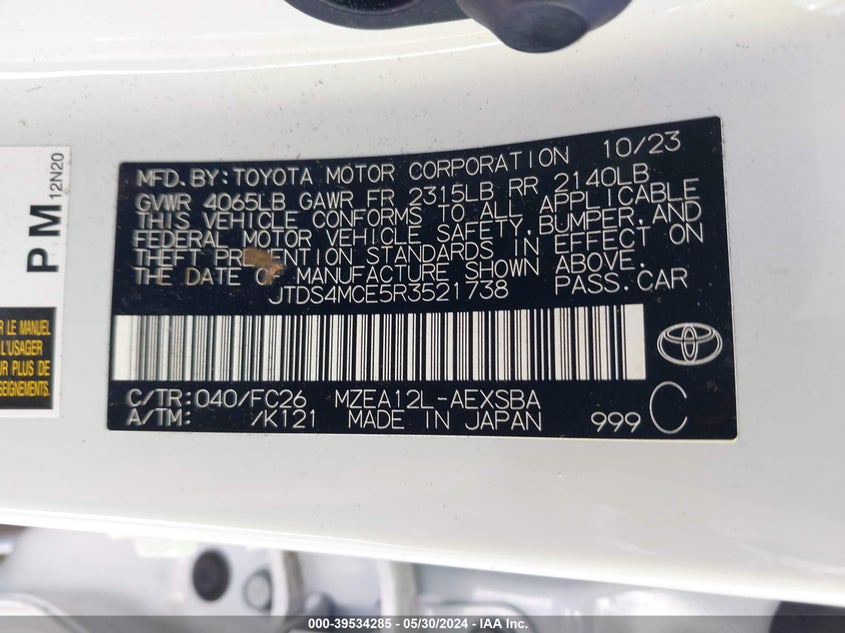 MFD.BY:TOYOTA MOTOR CORPORATION 10/23
GVWR 4065LB GAWR FR 2315LB RR 2140LB
THIS VEHICLE CONFORMS TO ALL APPLICABLE
FEDERAL MOTOR VEHICLE SAFETY,BUMPER,AND
THEFT PREVENTION STANDARDS IN EFFECT ON
THE DATE OF MANUFACTURE SHOWN ABOVE.
JTDS4MCE5R3521738 PASS.CAR
C/TR:040/FC26 MZEA12L-AEXSBA
A/TM: /K121 MADE IN JAPAN 999 C
PM 12N20
LE MANUEL
L'USAGER
PLUS DE
000-39534285 - 05/30/2024 - IAA Inc.